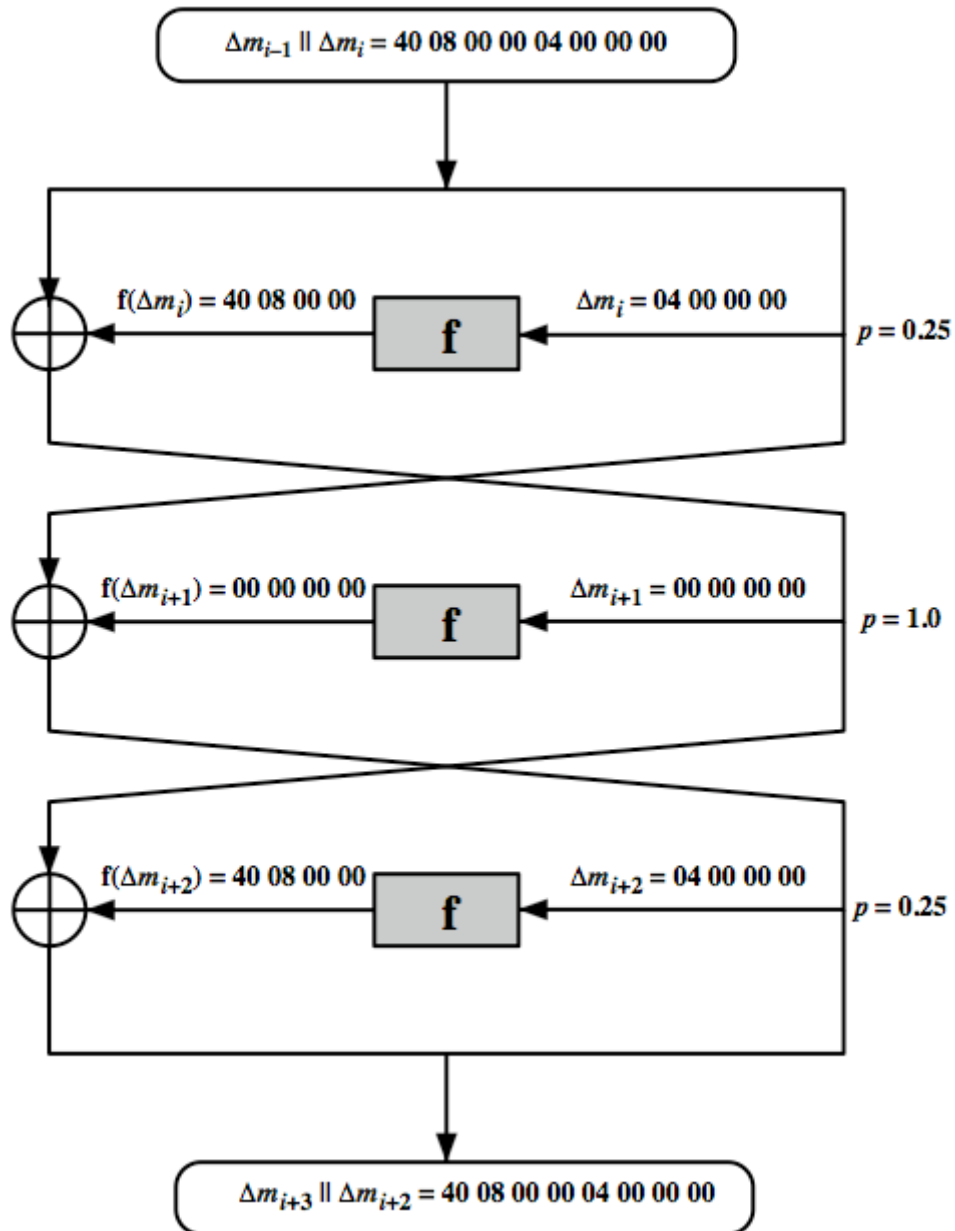 Δm_{i–1} || Δm_i = 40 08 00 00 04 00 00 00
f(Δm_i) = 40 08 00 00
f
Δm_i = 04 00 00 00
p = 0.25
f(Δm_{i+1}) = 00 00 00 00
f
Δm_{i+1} = 00 00 00 00
p = 1.0
f(Δm_{i+2}) = 40 08 00 00
f
Δm_{i+2} = 04 00 00 00
p = 0.25
Δm_{i+3} || Δm_{i+2} = 40 08 00 00 04 00 00 00